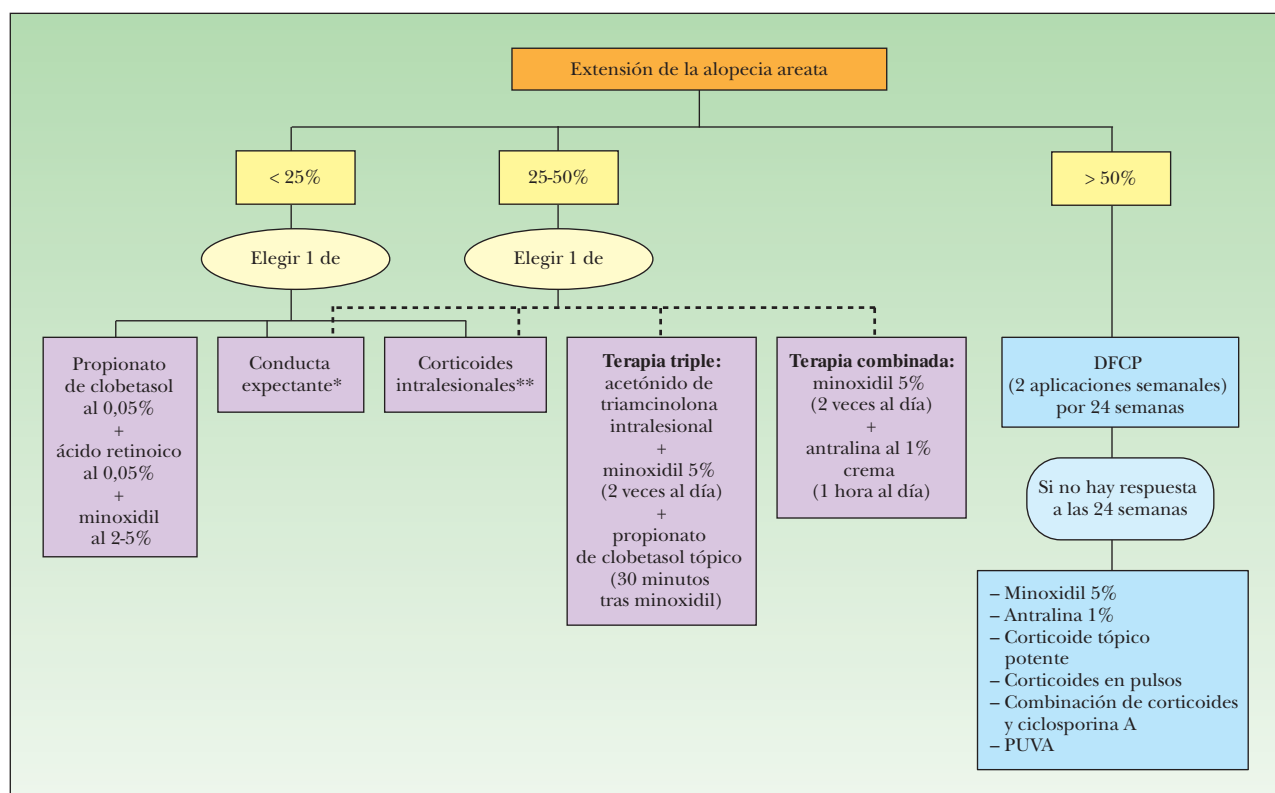 Extensión de la alopecia areata
< 25%
25-50%
> 50%
Elegir 1 de
Elegir 1 de
Propionato
de clobetasol
al 0,05%
+
ácido retinoico
al 0,05%
+
minoxidil
al 2-5%
Conducta
expectante*
Corticoides
intralesionales**
Terapia triple:
acetónido de
triamcinolona
intralesional
+
minoxidil 5%
(2 veces al día)
+
propionato
de clobetasol tópico
(30 minutos
tras minoxidil)
Terapia combinada:
minoxidil 5%
(2 veces al día)
+
antralina al 1%
crema
(1 hora al día)
DFCP
(2 aplicaciones semanales)
por 24 semanas
Si no hay respuesta
a las 24 semanas
– Minoxidil 5%
– Antralina 1%
– Corticoide tópico
potente
– Corticoides en pulsos
– Combinación de corticoides
y ciclosporina A
– PUVA